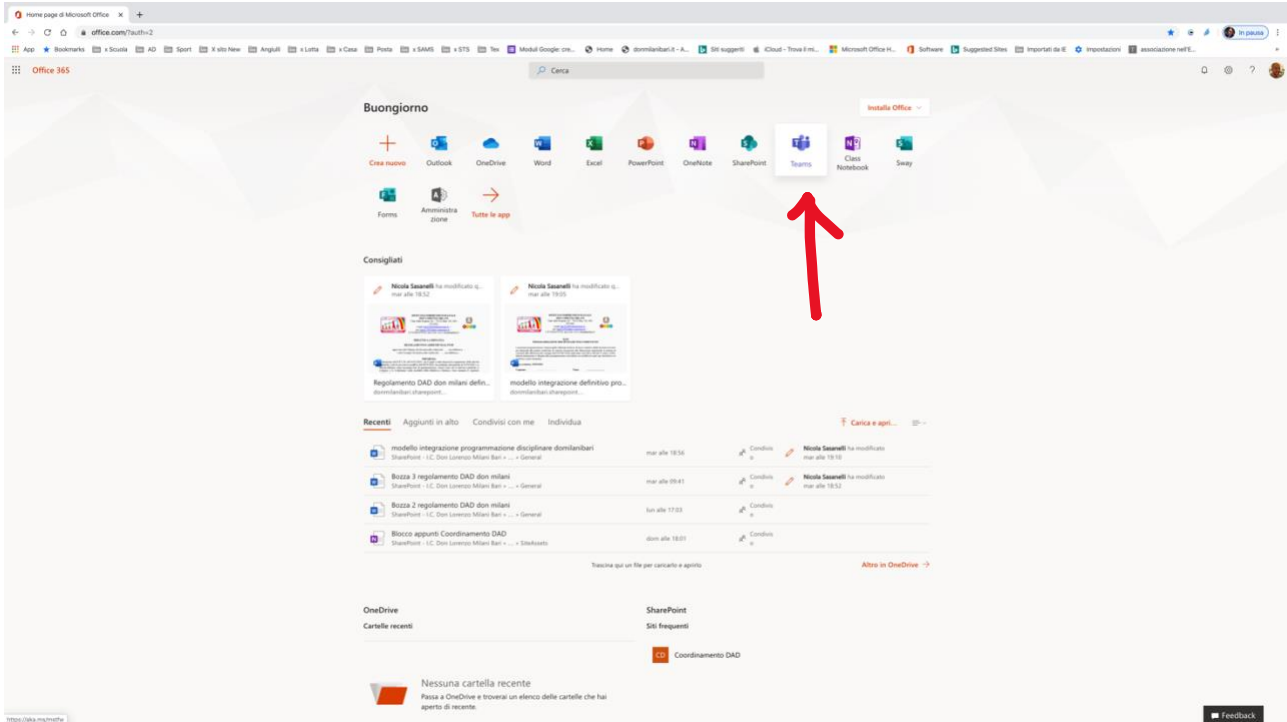 Home page di Microsoft Office
office.com/?auth=2
In pausa
App Bookmarks x Scuola AD Sport X sito New Angiulli x Lotta x Casa Poste x SAMS x STS Tex Moduli Google: cre... Home donmilanibari.it - A... Siti suggeriti iCloud - Trova il mi... Microsoft Office H... Software Suggested Sites Importati da IE Impostazioni associazione nell'E...
Office 365
Cerca
Buongiorno
Installa Office
Crea nuovo Outlook OneDrive Word Excel PowerPoint OneNote SharePoint Teams Class Notebook Sway
Forms Amministrazione Tutte le app
Consigliati
Nicola Sasanelli ha modificato q...
mar alle 18:52
Nicola Sasanelli ha modificato q...
mar alle 19:05
Regolamento DAD don milani defin...
donmilanibari.sharepoint...
modello integrazione definitivo pro...
donmilanibari.sharepoint...
Recenti Aggiunti in alto Condivisi con me Individua
Carica e apri...
modello integrazione programmazione disciplinare domilanibari
SharePoint - I.C. Don Lorenzo Milani Bari » ... » General
mar alle 18:56
Condiviso
Nicola Sasanelli ha modificato
mar alle 19:10
Bozza 3 regolamento DAD don milani
SharePoint - I.C. Don Lorenzo Milani Bari » ... » General
mar alle 09:41
Condiviso
Nicola Sasanelli ha modificato
mar alle 18:52
Bozza 2 regolamento DAD don milani
SharePoint - I.C. Don Lorenzo Milani Bari » ... » General
lun alle 17:03
Condiviso
Blocco appunti Coordinamento DAD
SharePoint - I.C. Don Lorenzo Milani Bari » ... » SiteAssets
dom alle 18:01
Condiviso
Trascina qui un file per caricarlo e aprirlo
Altro in OneDrive
OneDrive
Cartelle recenti
SharePoint
Siti frequenti
CD Coordinamento DAD
Nessuna cartella recente
Passa a OneDrive e troverai un elenco delle cartelle che hai
aperto di recente.
https://aka.ms/mstfw
Feedback